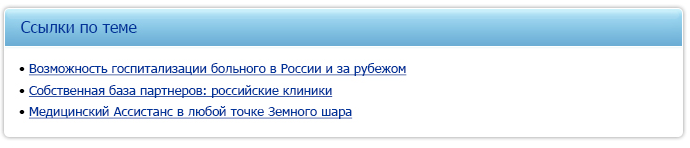 Ссылки по теме
• Возможность госпитализации больного в России и за рубежом
• Собственная база партнеров: российские клиники
• Медицинский Ассистанс в любой точке Земного шара